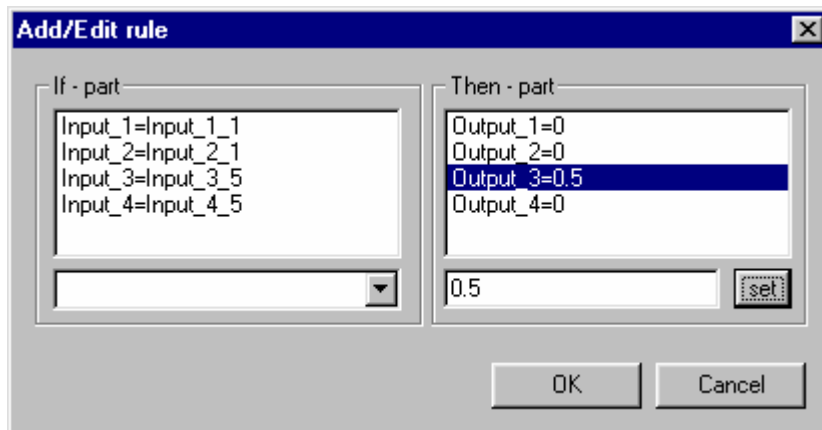 Add/Edit rule
If - part
Input_1=Input_1_1
Input_2=Input_2_1
Input_3=Input_3_5
Input_4=Input_4_5
Then - part
Output_1=0
Output_2=0
Output_3=0.5
Output_4=0
0.5
set
OK
Cancel